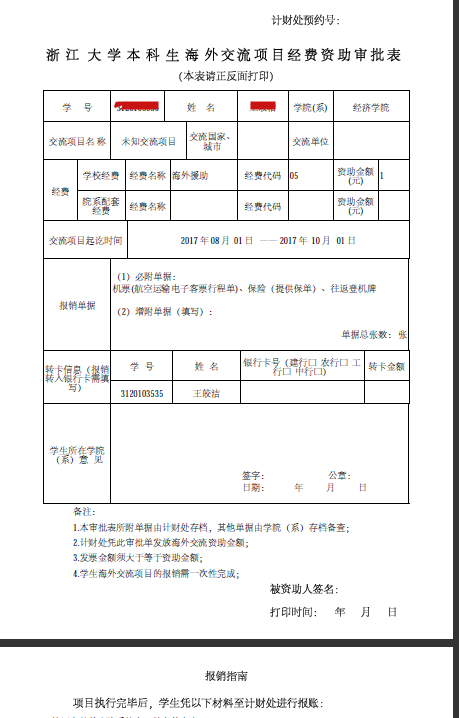 计财处预约号：
浙江大学本科生海外交流项目经费资助审批表
（本表请正反面打印）
学 号 姓 名 学院(系) 经济学院
交流项目名称 未知交流项目 交流国家、城市 交流单位
经费 学校经费 经费名称 海外援助 经费代码 05 资助金额(元) 1
院系配套经费 经费名称 经费代码 资助金额(元)
交流项目起讫时间 2017 年 08 月 01 日 ——2017 年 10 月 01 日
报销单据
（1）必附单据：
机票(航空运输电子客票行程单)、保险（提供保单）、往返登机牌
（2）增附单据（填写）：
单据总张数： 张
转卡信息（报销转入银行卡需填写） 学 号 姓 名 银行卡号（建行□ 农行□ 工行□ 中行□） 转卡金额
3120103535 王皎洁
学生所在学院（系）意 见
签字： 公章：
日期： 年 月 日
备注：
1.本审批表所附单据由计财处存档，其他单据由学院（系）存档备查；
2.计财处凭此审批单发放海外交流资助金额；
3.发票金额须大于等于资助金额；
4.学生海外交流项目的报销需一次性完成；
被资助人签名：
打印时间： 年 月 日
报销指南
项目执行完毕后，学生凭以下材料至计财处进行报账：